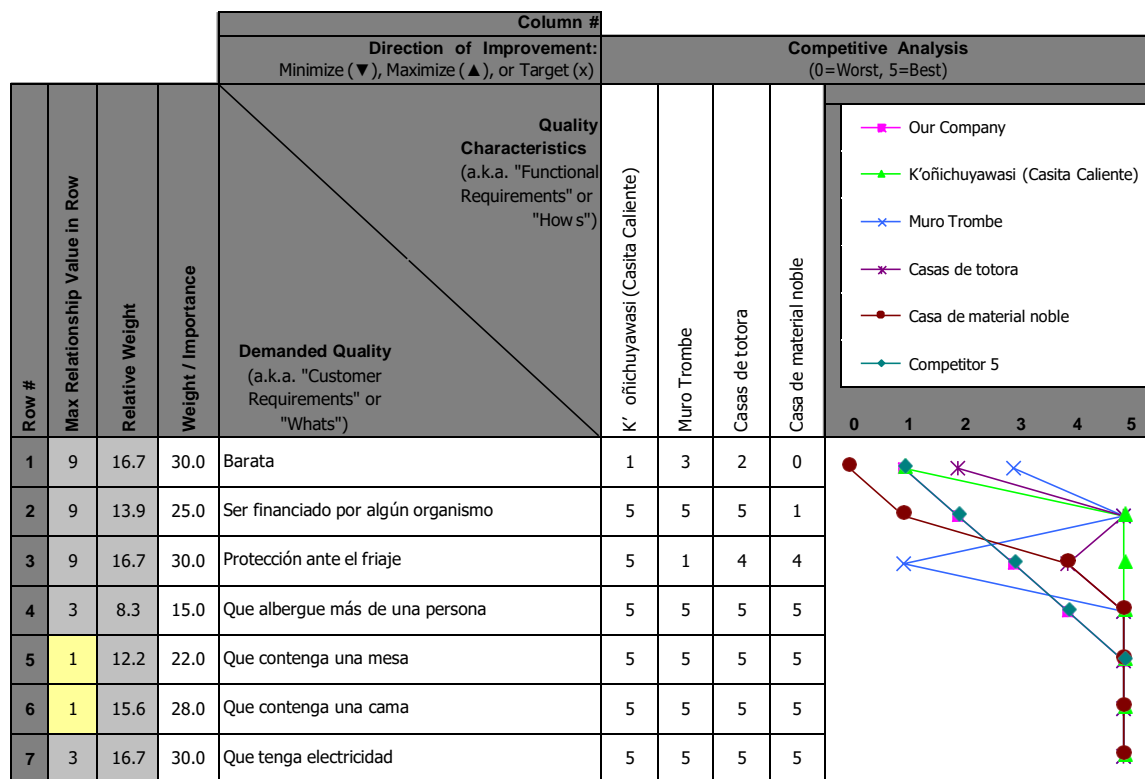 Column #
Direction of Improvement:
Minimize (▼), Maximize (▲), or Target (x)
Competitive Analysis
(0=Worst, 5=Best)
Row #
Max Relationship Value in Row
Relative Weight
Weight / Importance
Quality
Characteristics
(a.k.a. "Functional
Requirements" or
"Hows")
Demanded Quality
(a.k.a. "Customer
Requirements" or
"Whats")
K' oñichuyawasi (Casita Caliente)
Muro Trombe
Casas de totora
Casa de material noble
Our Company
K'oñichuyawasi (Casita Caliente)
Muro Trombe
Casas de totora
Casa de material noble
Competitor 5
0 1 2 3 4 5
1 9 16.7 30.0 Barata 1 3 2 0
2 9 13.9 25.0 Ser financiado por algún organismo 5 5 5 1
3 9 16.7 30.0 Protección ante el friaje 5 1 4 4
4 3 8.3 15.0 Que albergue más de una persona 5 5 5 5
5 1 12.2 22.0 Que contenga una mesa 5 5 5 5
6 1 15.6 28.0 Que contenga una cama 5 5 5 5
7 3 16.7 30.0 Que tenga electricidad 5 5 5 5